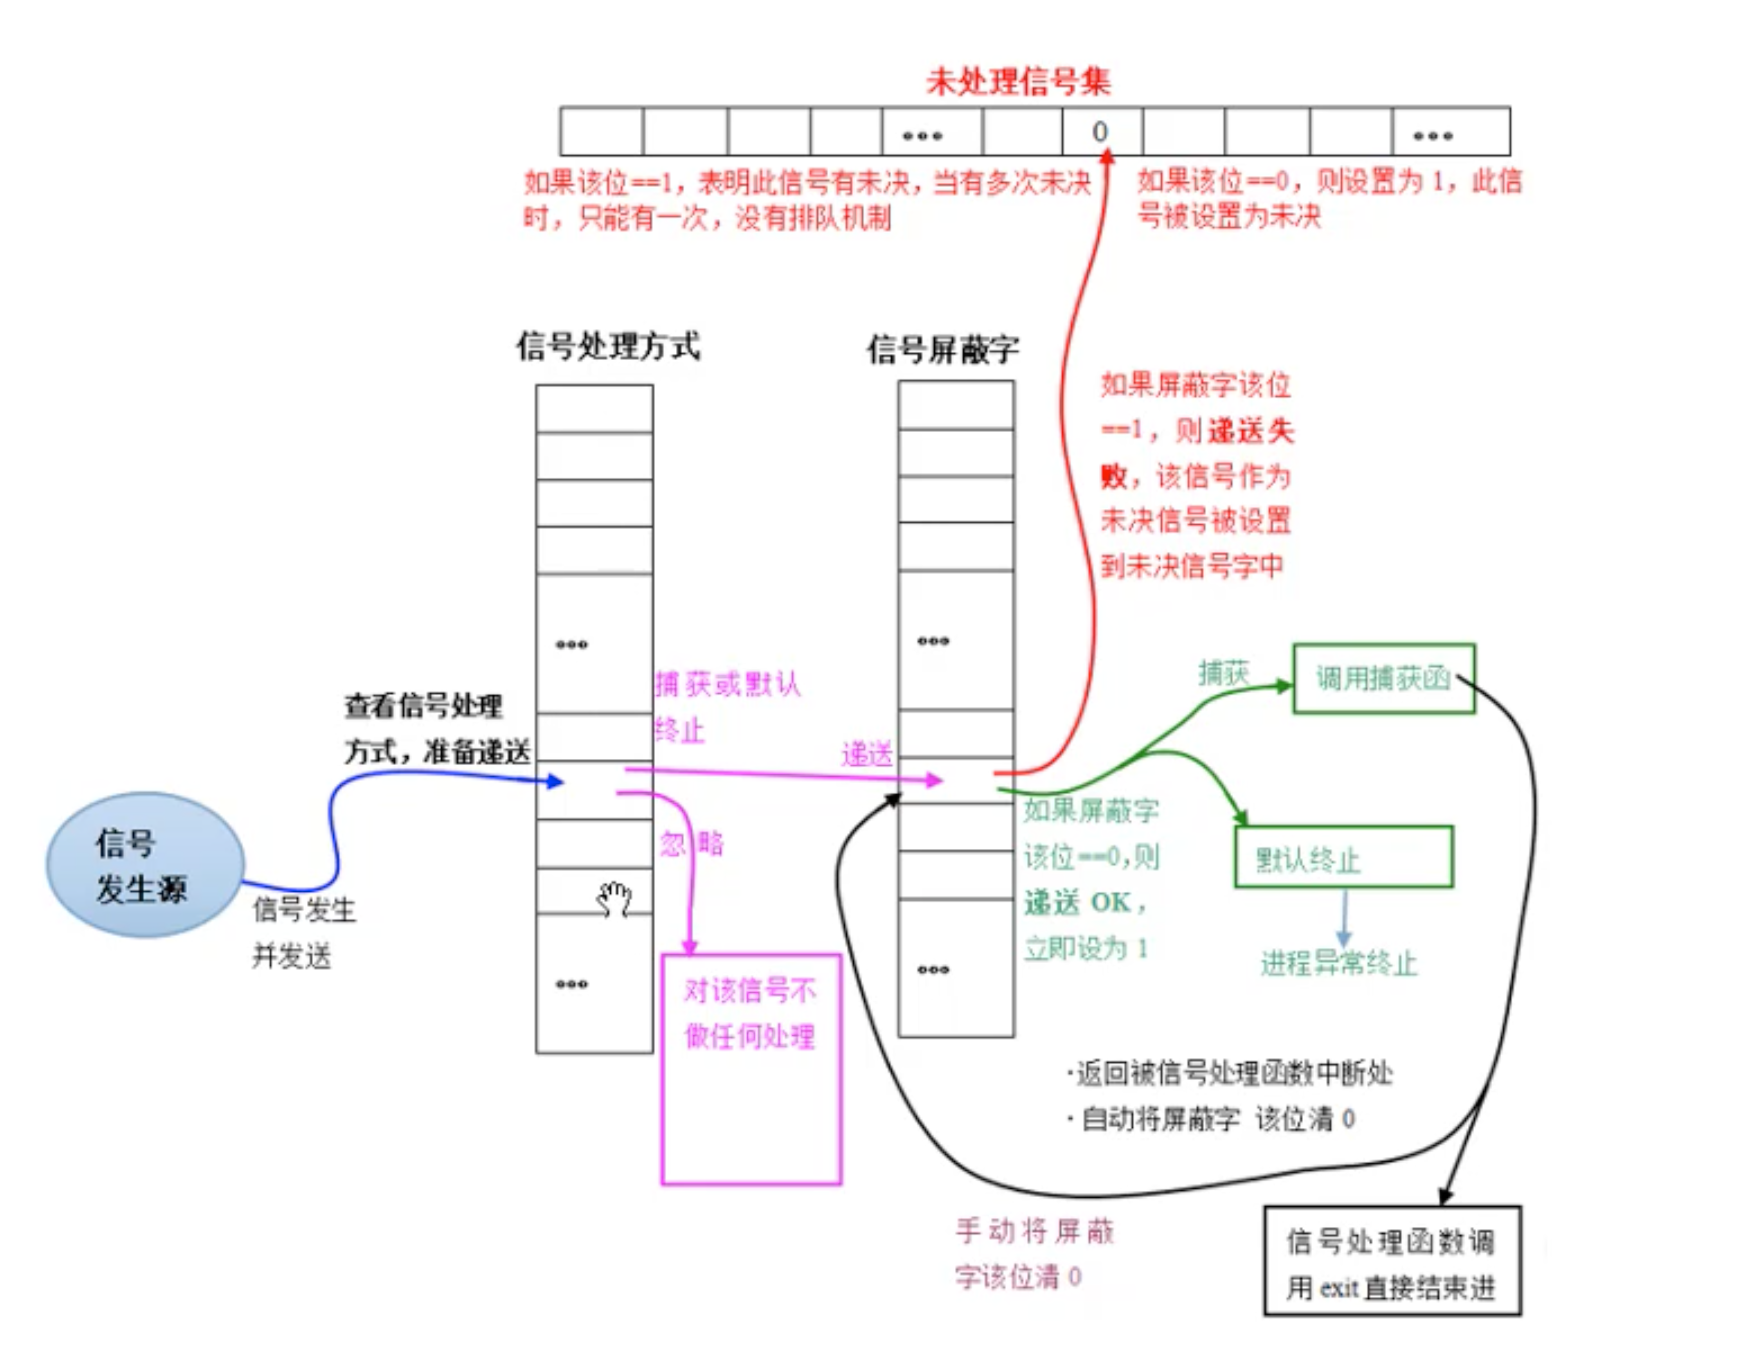 未处理信号集
... 0 ...
如果该位==1，表明此信号有未决，当有多次未决
时，只能有一次，没有排队机制
如果该位==0，则设置为 1，此信
号被设置为未决
信号处理方式
信号屏蔽字
如果屏蔽字该位
==1，则递送失
败，该信号作为
未决信号被设置
到未决信号字中
...
...
捕获或默认
终止
查看信号处理
方式，准备递送
递送
捕获
调用捕获函
忽 略
如果屏蔽字
该位==0,则
递送 OK，
立即设为 1
默认终止
信号
发生源
信号发生
并发送
进程异常终止
...
...
对该信号不
做任何处理
·返回被信号处理函数中断处
·自动将屏蔽字 该位清 0
手动将屏蔽
字该位清 0
信号处理函数调
用 exit 直接结束进